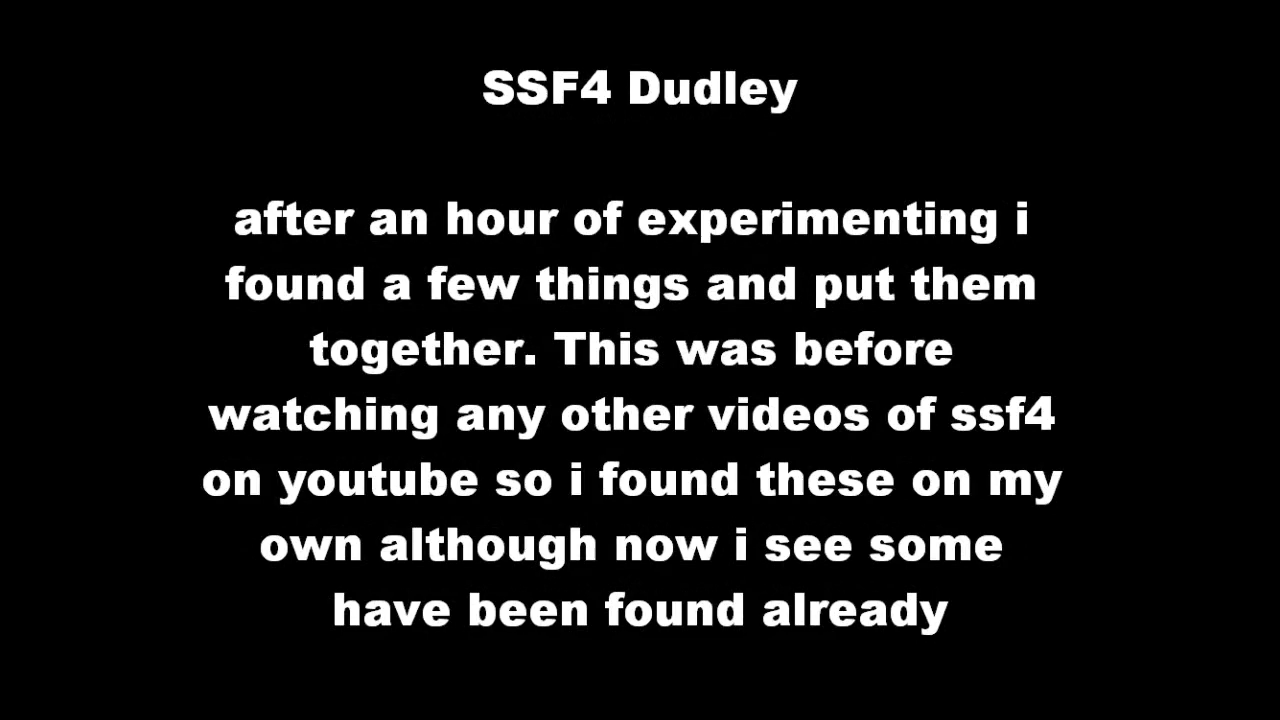 SSF4 Dudley
after an hour of experimenting i
found a few things and put them
together. This was before
watching any other videos of ssf4
on youtube so i found these on my
own although now i see some
have been found already